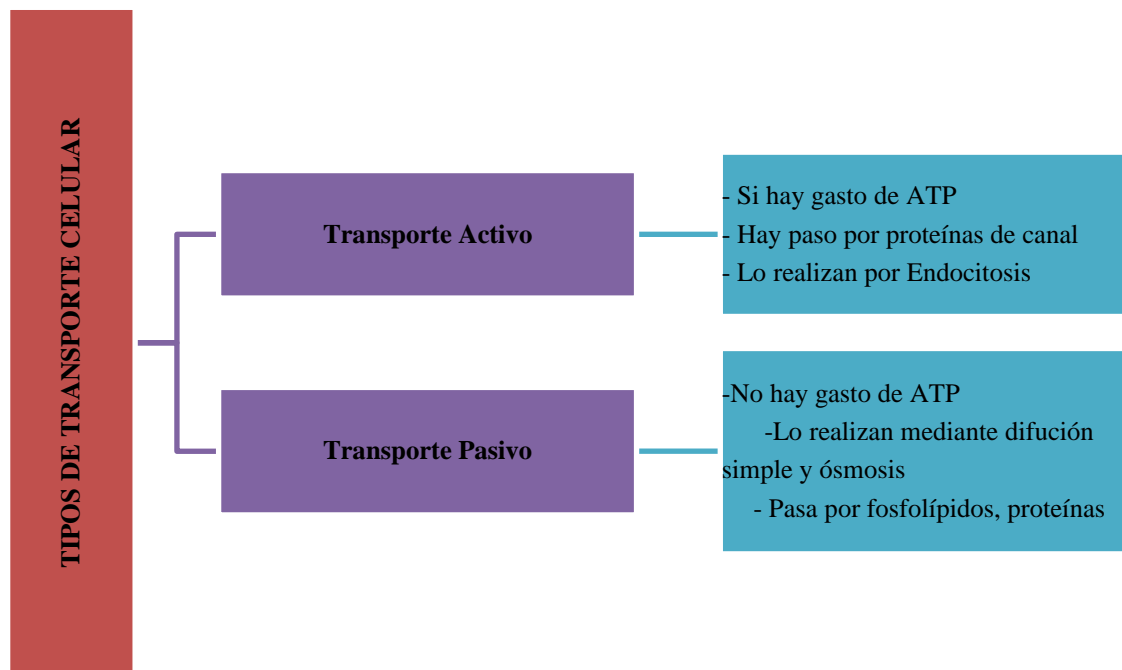 TIPOS DE TRANSPORTE CELULAR
Transporte Activo
- Si hay gasto de ATP
- Hay paso por proteínas de canal
- Lo realizan por Endocitosis
Transporte Pasivo
-No hay gasto de ATP
-Lo realizan mediante difución
simple y ósmosis
- Pasa por fosfolípidos, proteínas